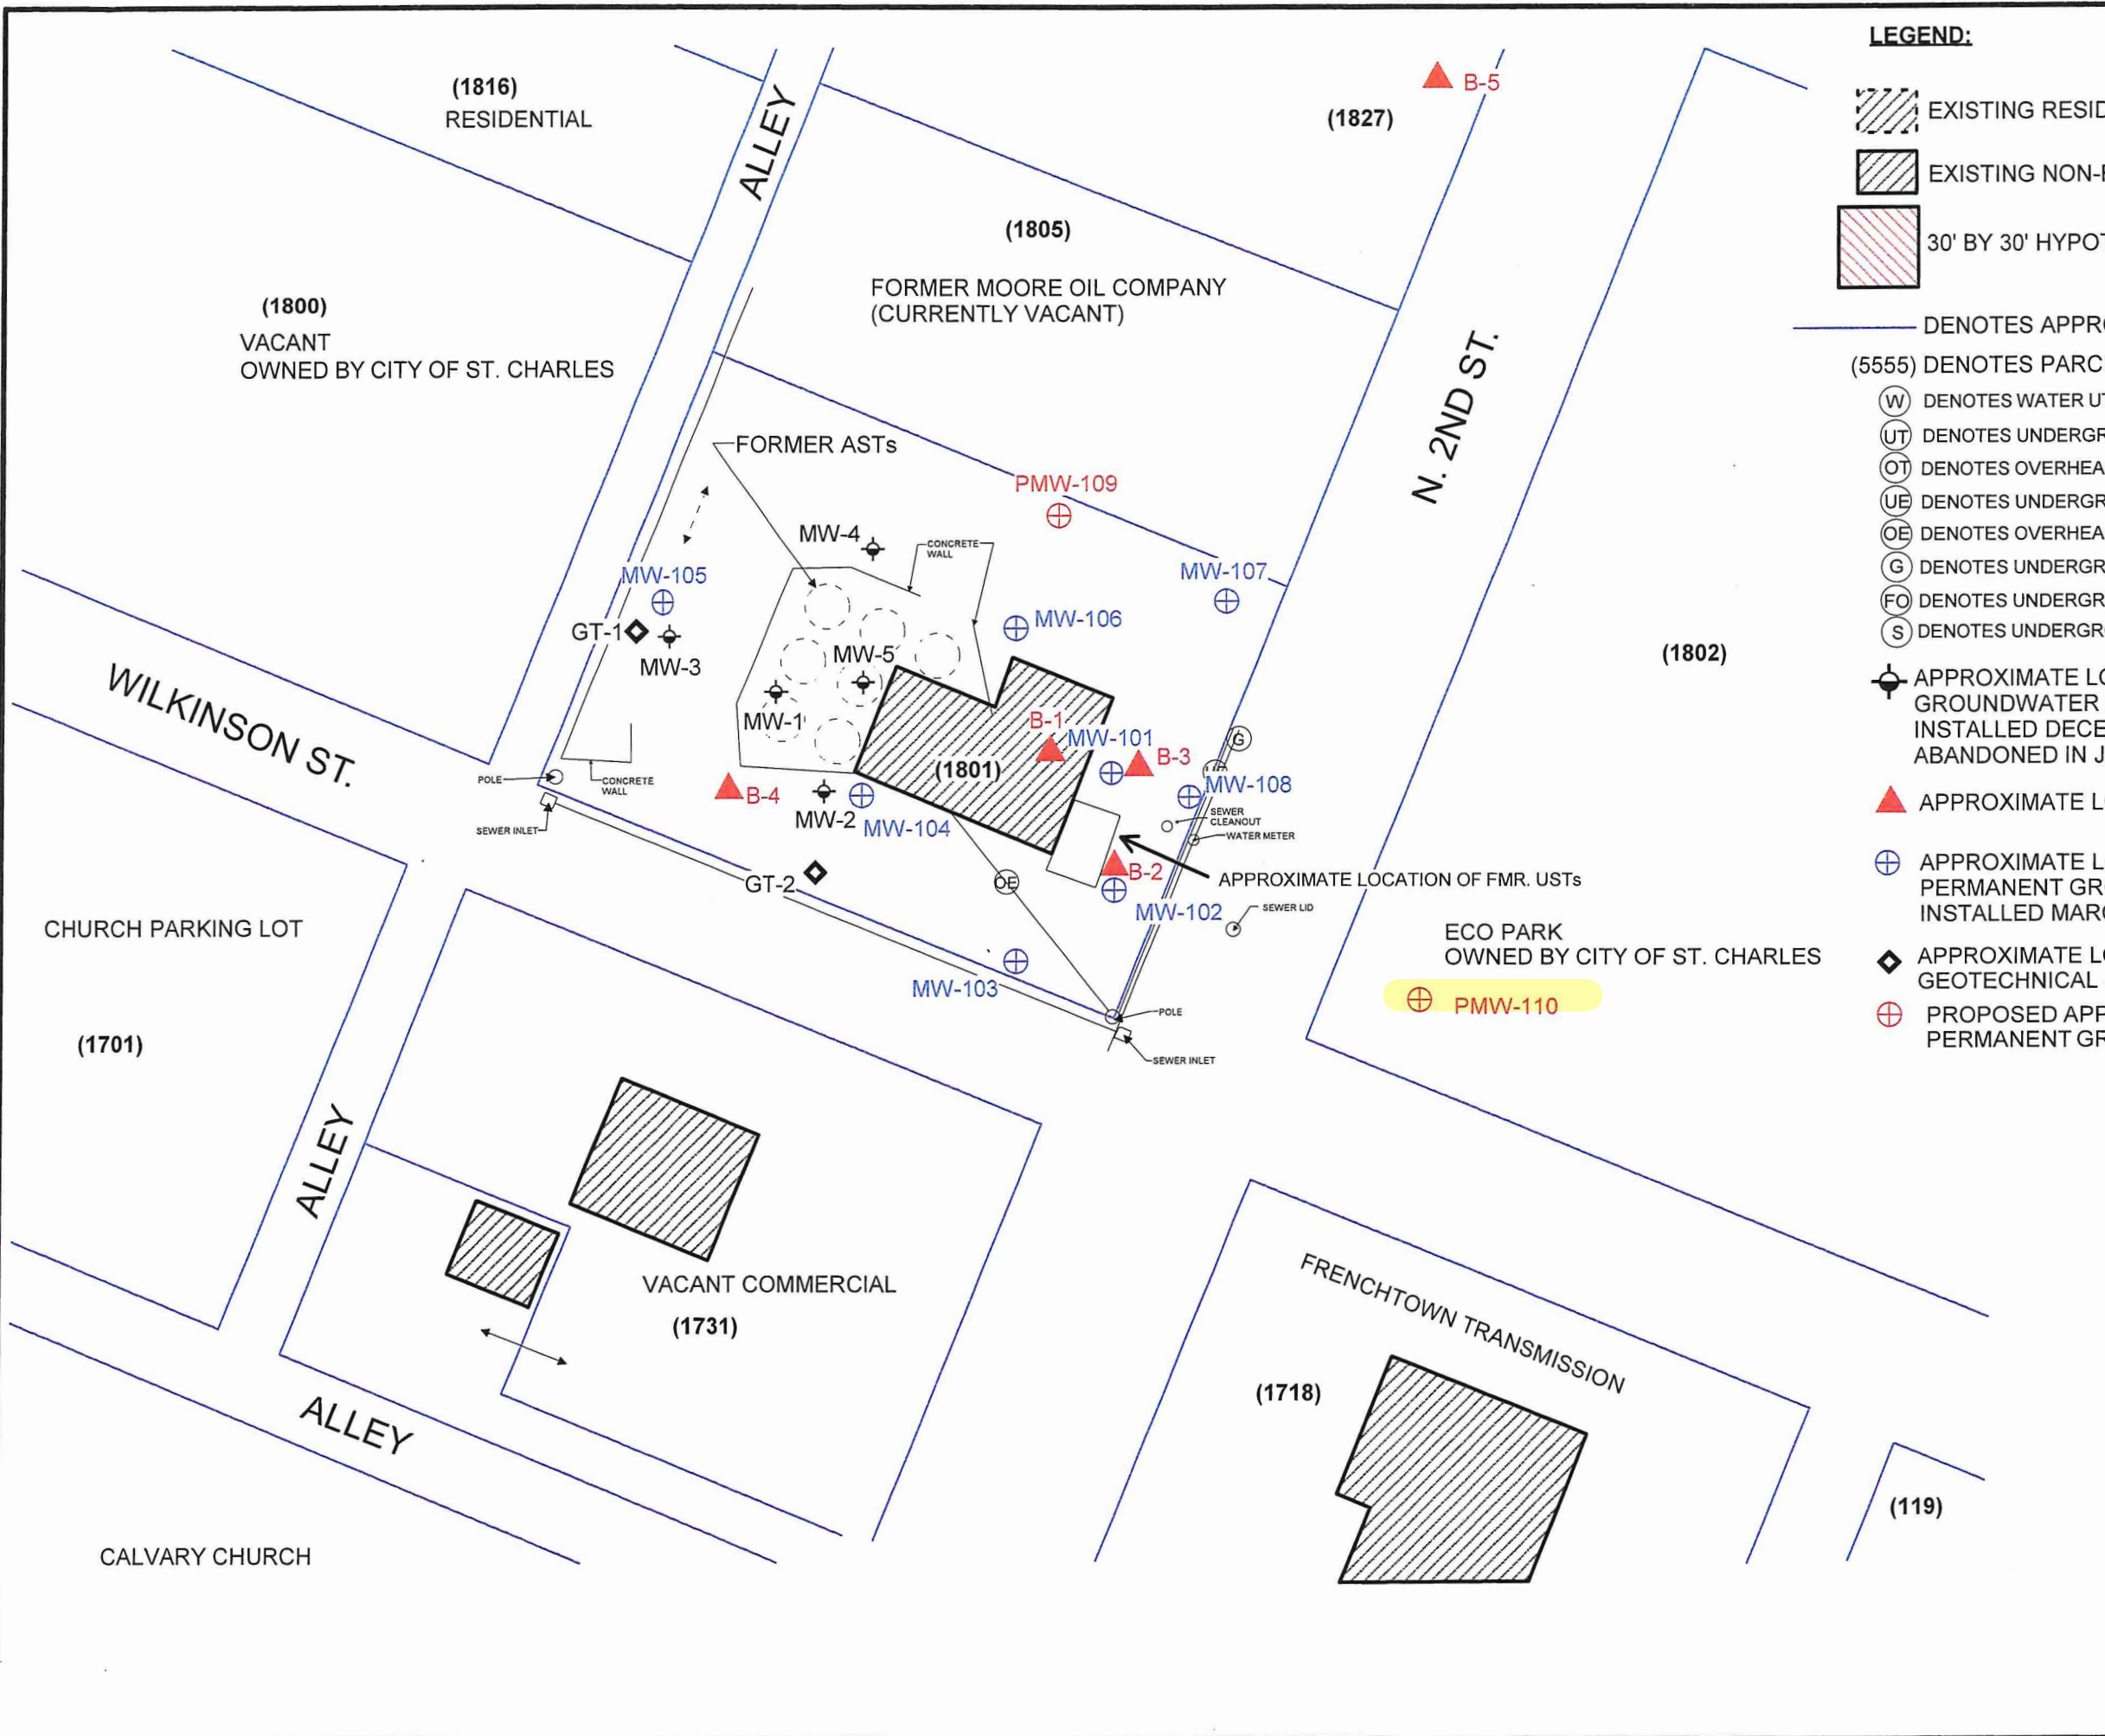 LEGEND:
(1816)
RESIDENTIAL
ALLEY
(1827)
B-5
EXISTING RESID
EXISTING NON-
30' BY 30' HYPO
DENOTES APPR
(5555) DENOTES PARC
W DENOTES WATER U
UT DENOTES UNDERGR
OT DENOTES OVERHEA
UE DENOTES UNDERGR
OE DENOTES OVERHEA
G DENOTES UNDERGR
FO DENOTES UNDERGR
S DENOTES UNDERGR
APPROXIMATE LO
GROUNDWATER
INSTALLED DECE
ABANDONED IN J
APPROXIMATE L
APPROXIMATE L
PERMANENT GR
INSTALLED MAR
APPROXIMATE L
GEOTECHNICAL
PROPOSED APP
PERMANENT GR
(1805)
FORMER MOORE OIL COMPANY
(CURRENTLY VACANT)
(1800)
VACANT
OWNED BY CITY OF ST. CHARLES
N. 2ND ST.
FORMER ASTs
PMW-109
MW-4
CONCRETE
WALL
MW-105
MW-107
MW-106
GT-1
MW-3
MW-5
MW-1
(1802)
WILKINSON ST.
B-1
MW-101
B-3
G
(1801)
MW-108
POLE
CONCRETE
WALL
B-4
MW-2
MW-104
SEWER
CLEANOUT
WATER METER
SEWER INLET
GT-2
OE
B-2
APPROXIMATE LOCATION OF FMR. USTs
MW-102
SEWER LID
CHURCH PARKING LOT
ECO PARK
OWNED BY CITY OF ST. CHARLES
MW-103
PMW-110
POLE
SEWER INLET
(1701)
ALLEY
VACANT COMMERCIAL
(1731)
FRENCHTOWN TRANSMISSION
(1718)
ALLEY
(119)
CALVARY CHURCH